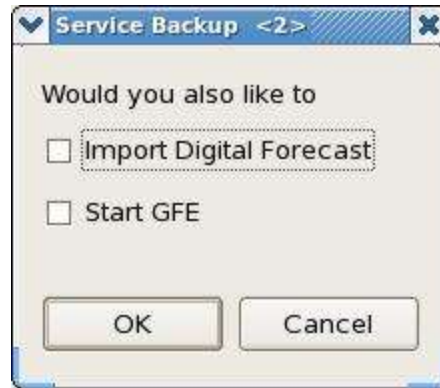 Service Backup <2>
Would you also like to
Import Digital Forecast
Start GFE
OK Cancel